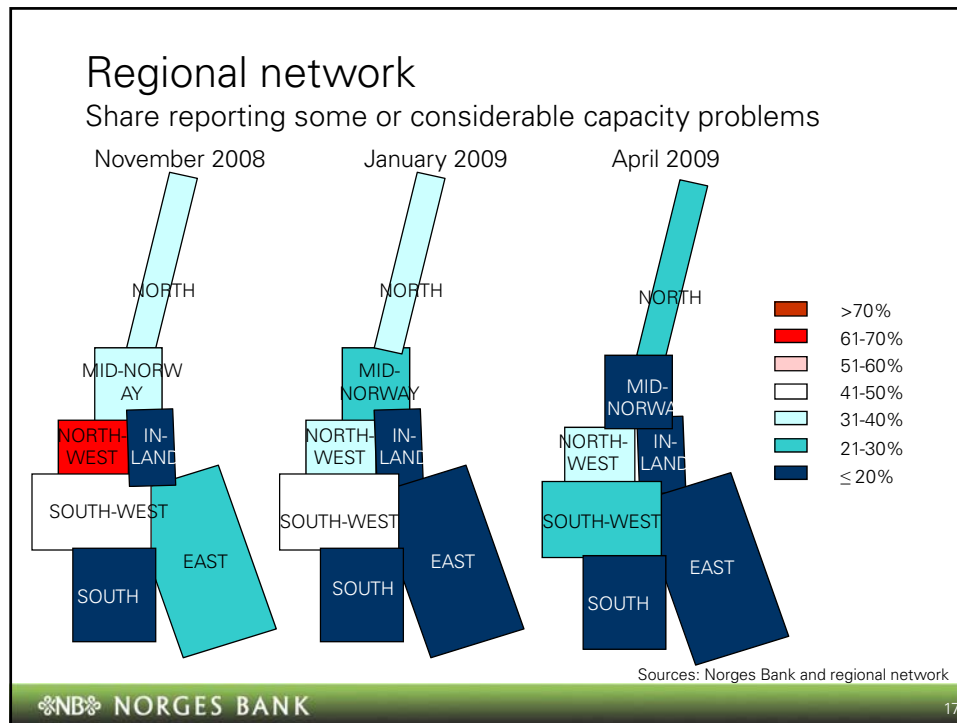 Regional network
Share reporting some or considerable capacity problems
November 2008
January 2009
April 2009
NORTH
MID-NORW
AY
NORTH-
WEST
IN-
LAND
SOUTH-WEST
EAST
SOUTH
NORTH
MID-
NORWAY
NORTH-
WEST
IN-
LAND
SOUTH-WEST
EAST
SOUTH
NORTH
MID-
NORWAY
NORTH-
WEST
IN-
LAND
SOUTH-WEST
EAST
SOUTH
>70%
61-70%
51-60%
41-50%
31-40%
21-30%
≤ 20%
Sources: Norges Bank and regional network
NB NORGES BANK
17